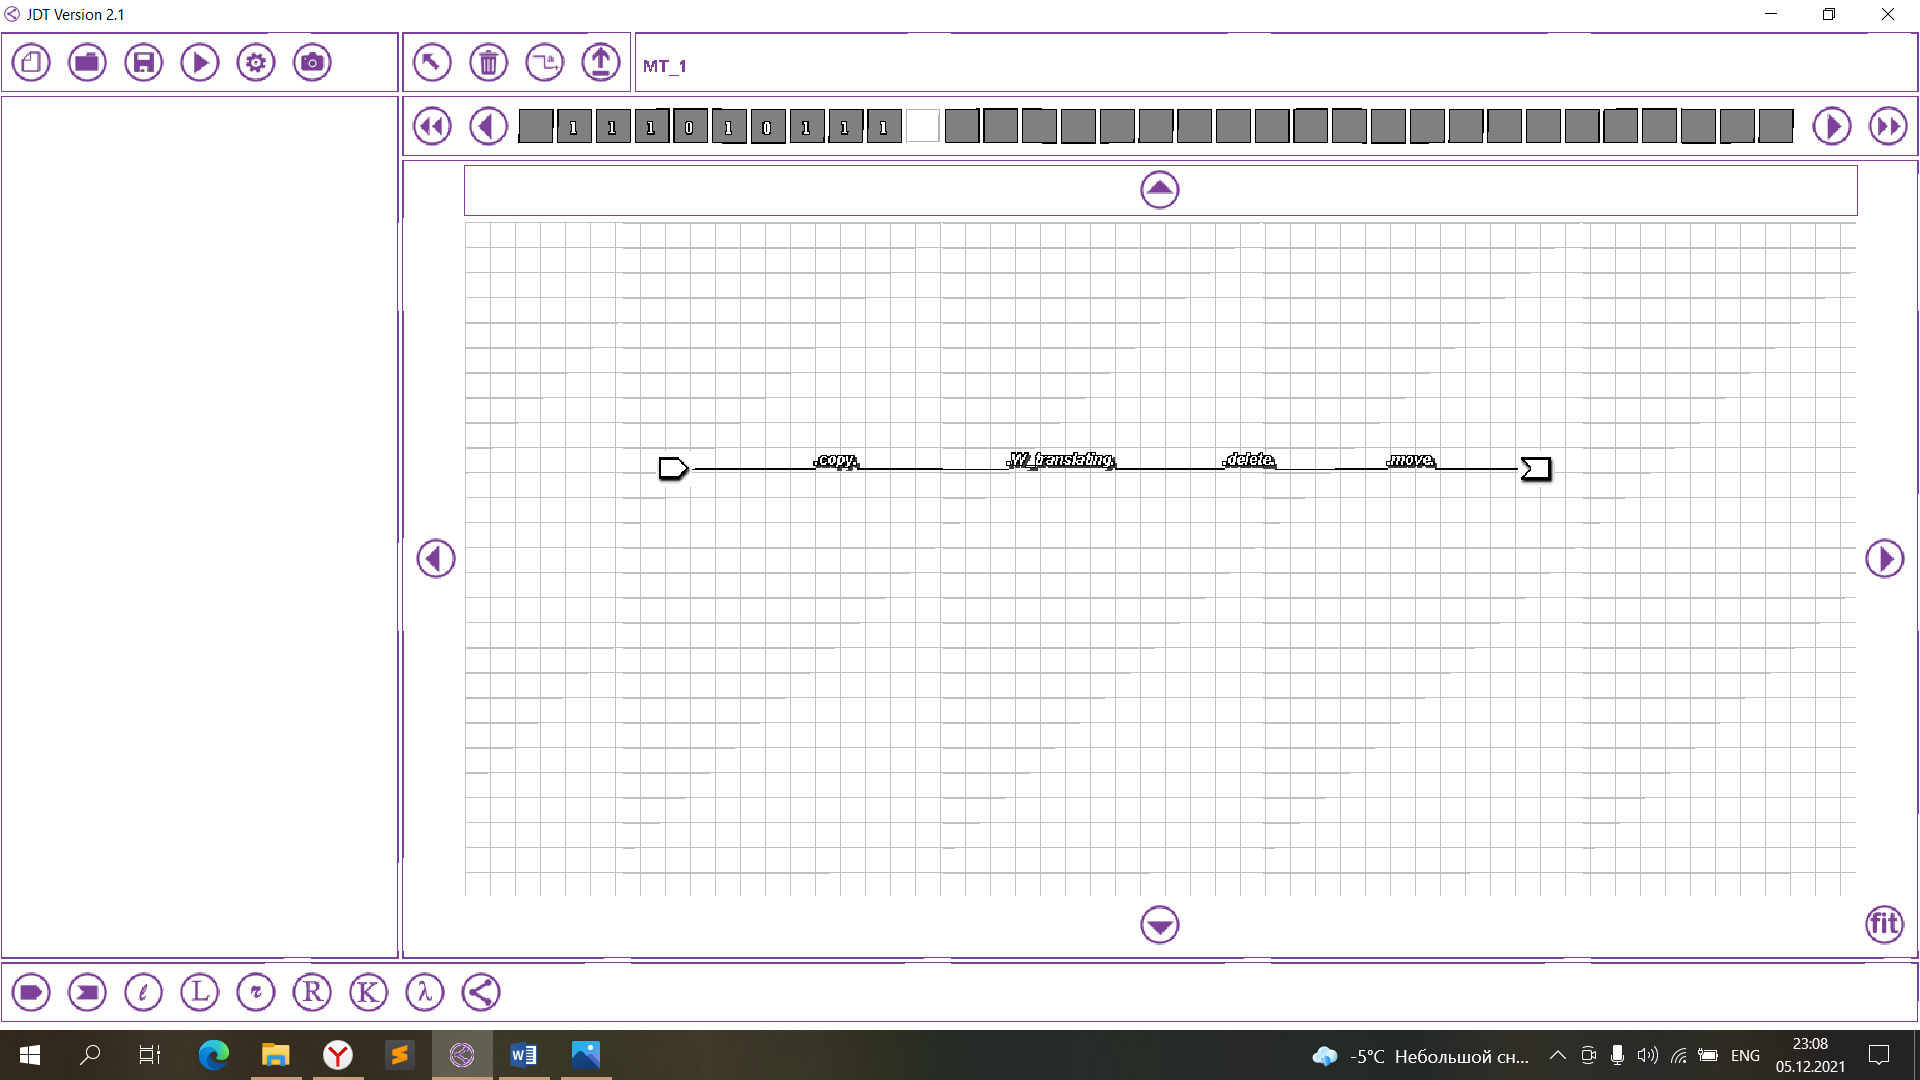 JDT Version 2.1
MT_1
1 1 1 0 1 0 1 1 1
.copy. .W_translating. .delete. .move.
fit
ℓ L r R K λ
-5°C Небольшой сн... ENG 23:08
05.12.2021